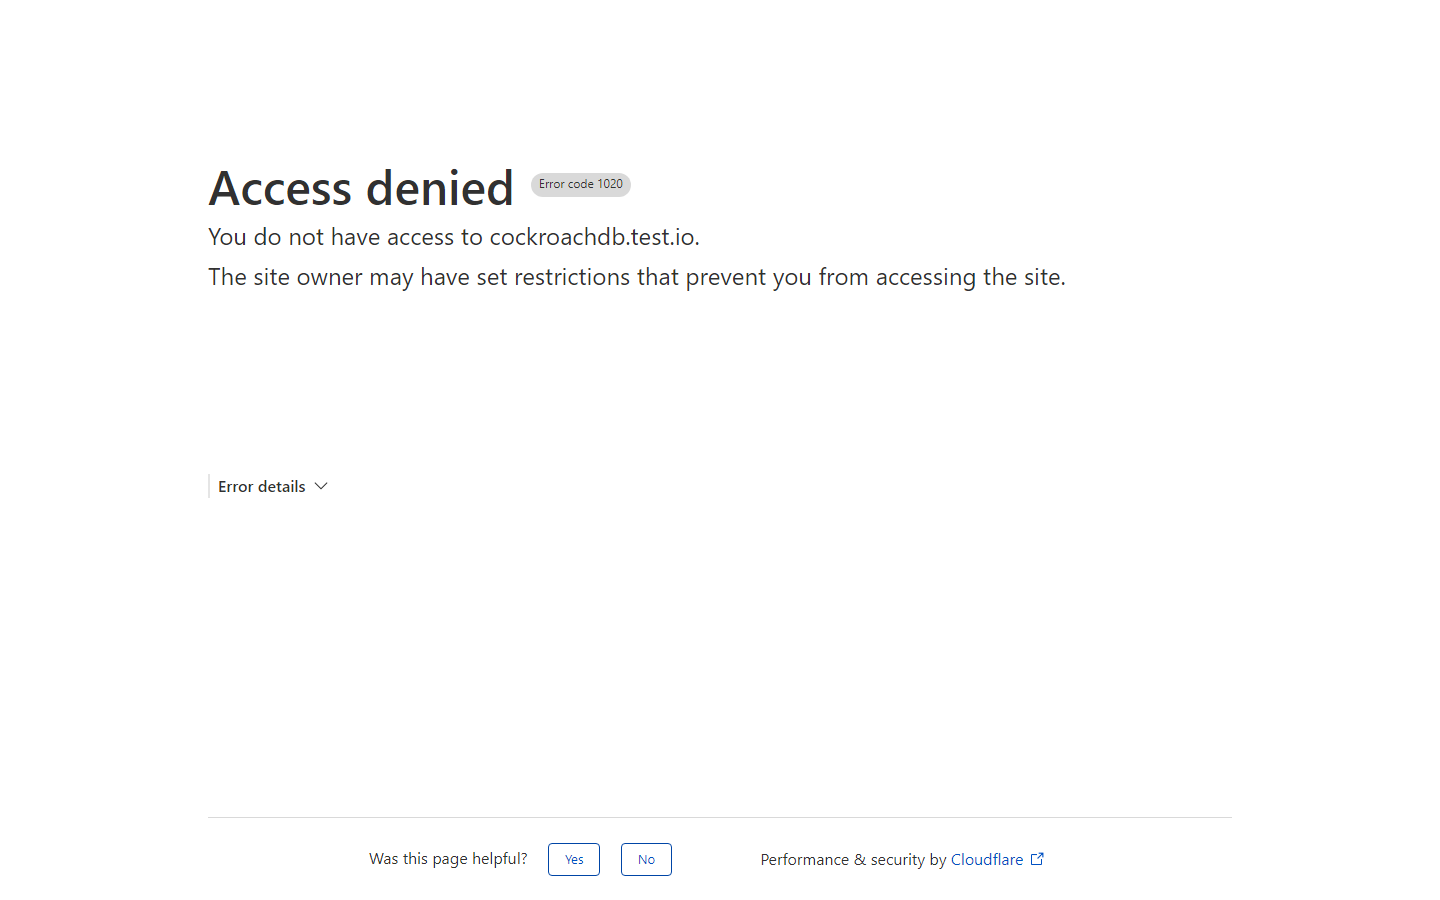 Access denied Error code 1020
You do not have access to cockroachdb.test.io.
The site owner may have set restrictions that prevent you from accessing the site.
Error details
Was this page helpful? Yes No Performance & security by Cloudflare